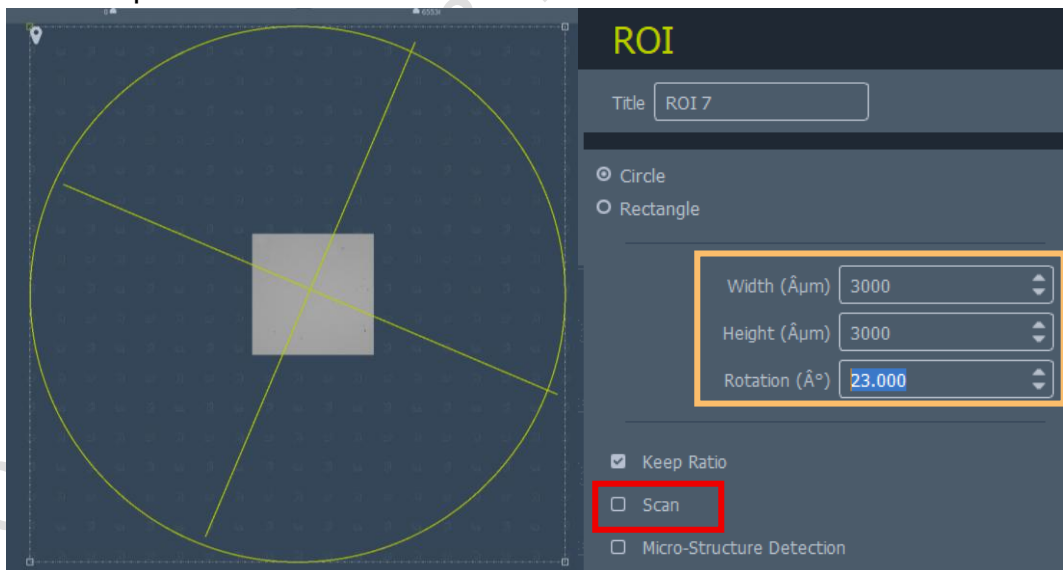 ROI
Title ROI 7
Circle
Rectangle
Width (Âµm) 3000
Height (Âµm) 3000
Rotation (Â°) 23.000
Keep Ratio
Scan
Micro-Structure Detection